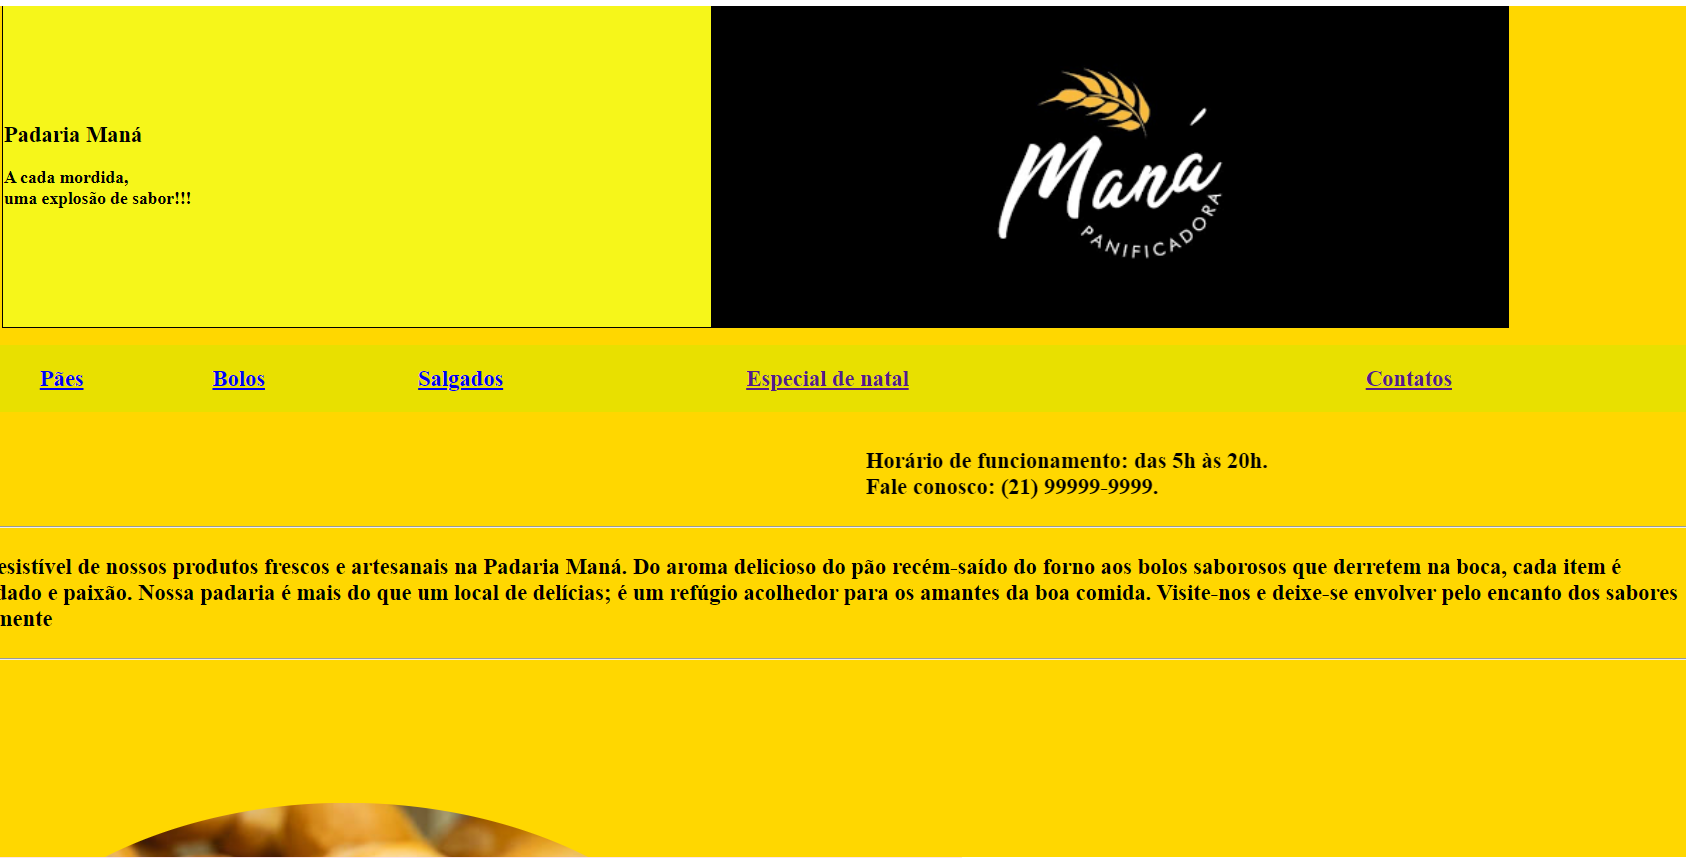 Padaria Maná
A cada mordida,
uma explosão de sabor!!!
Maná
PANIFICADORA
Pães Bolos Salgados Especial de natal Contatos
Horário de funcionamento: das 5h às 20h.
Fale conosco: (21) 99999-9999.
esistível de nossos produtos frescos e artesanais na Padaria Maná. Do aroma delicioso do pão recém-saído do forno aos bolos saborosos que derretem na boca, cada item é
dado e paixão. Nossa padaria é mais do que um local de delícias; é um refúgio acolhedor para os amantes da boa comida. Visite-nos e deixe-se envolver pelo encanto dos sabores
mente